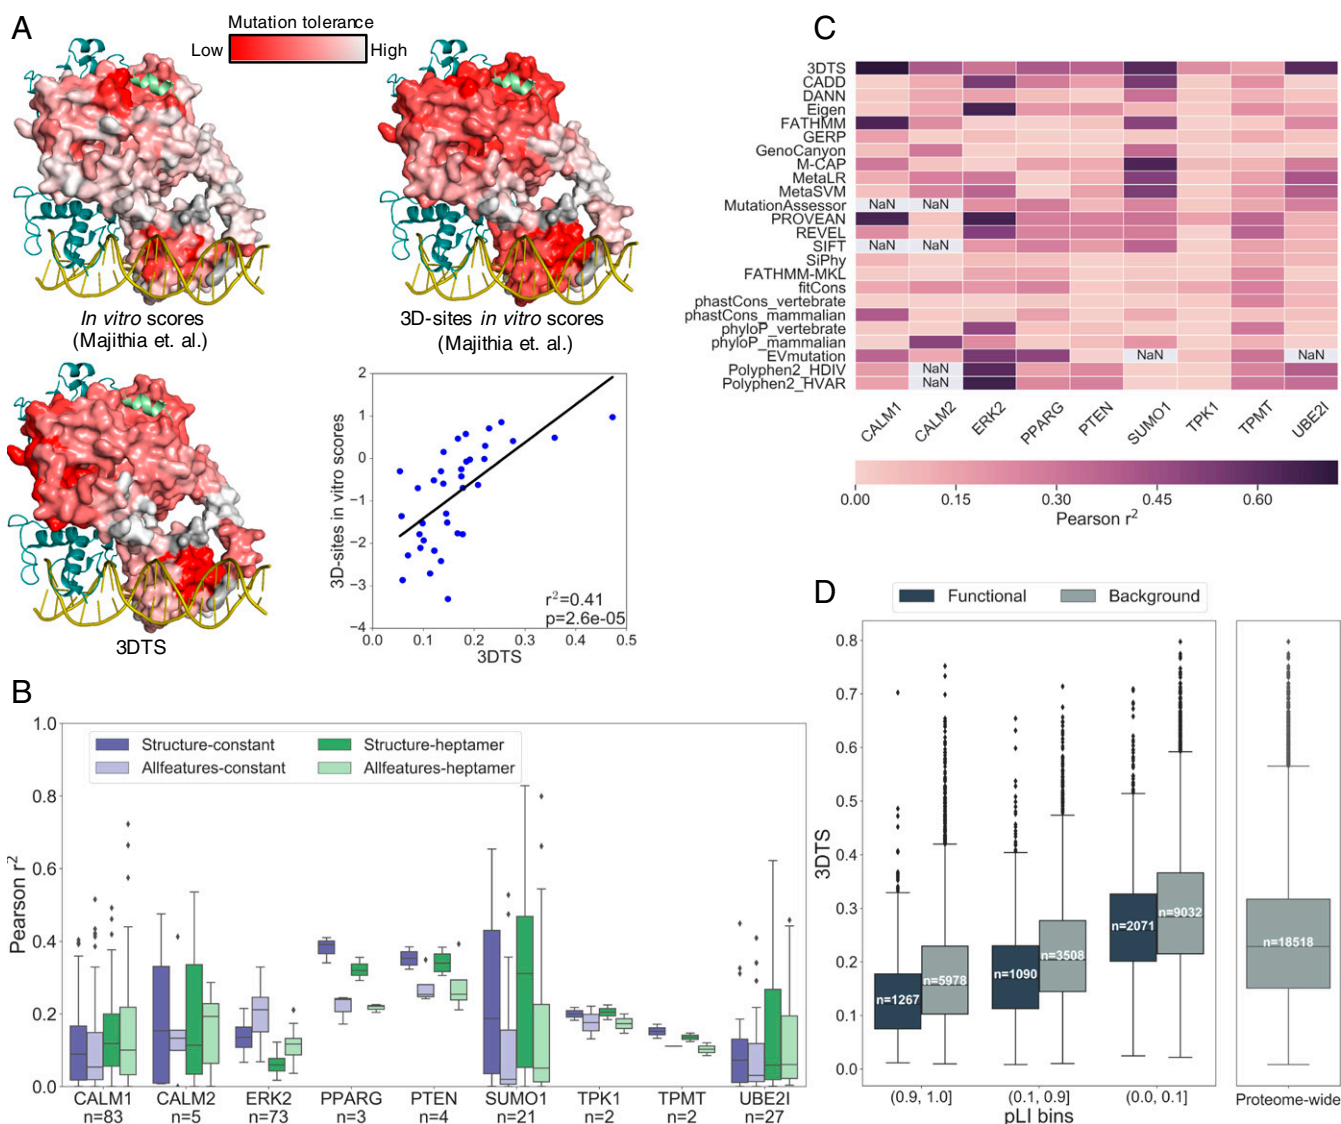 A
Mutation tolerance
Low
High
In vitro scores
(Majithia et. al.)
3D-sites in vitro scores
(Majithia et. al.)
3DTS
2
1
0
−1
−2
−3
−4
3D-sites in vitro scores
r²=0.41
p=2.6e-05
0.0 0.1 0.2 0.3 0.4 0.5
3DTS
B
1.0
0.8
0.6
0.4
0.2
0.0
Pearson r²
Structure-constant
Structure-heptamer
Allfeatures-constant
Allfeatures-heptamer
CALM1 CALM2 ERK2 PPARG PTEN SUMO1 TPK1 TPMT UBE2I
n=83 n=5 n=73 n=3 n=4 n=21 n=2 n=2 n=27
C
3DTS
CADD
DANN
Eigen
FATHMM
GERP
GenoCanyon
M-CAP
MetaLR
MetaSVM
MutationAssessor NaN NaN
PROVEAN
REVEL
SIFT NaN NaN
SiPhy
FATHMM-MKL
fitCons
phastCons_vertebrate
phastCons_mammalian
phyloP_vertebrate
phyloP_mammalian
EVmutation NaN NaN
Polyphen2_HDIV NaN
Polyphen2_HVAR NaN
CALM1 CALM2 ERK2 PPARG PTEN SUMO1 TPK1 TPMT UBE2I
0.00 0.15 0.30 0.45 0.60
Pearson r²
D
Functional
Background
0.8
0.7
0.6
0.5
0.4
0.3
0.2
0.1
0.0
3DTS
n=1267
n=5978
n=1090
n=3508
n=2071
n=9032
n=18518
(0.9, 1.0] (0.1, 0.9] (0.0, 0.1]
pLI bins
Proteome-wide